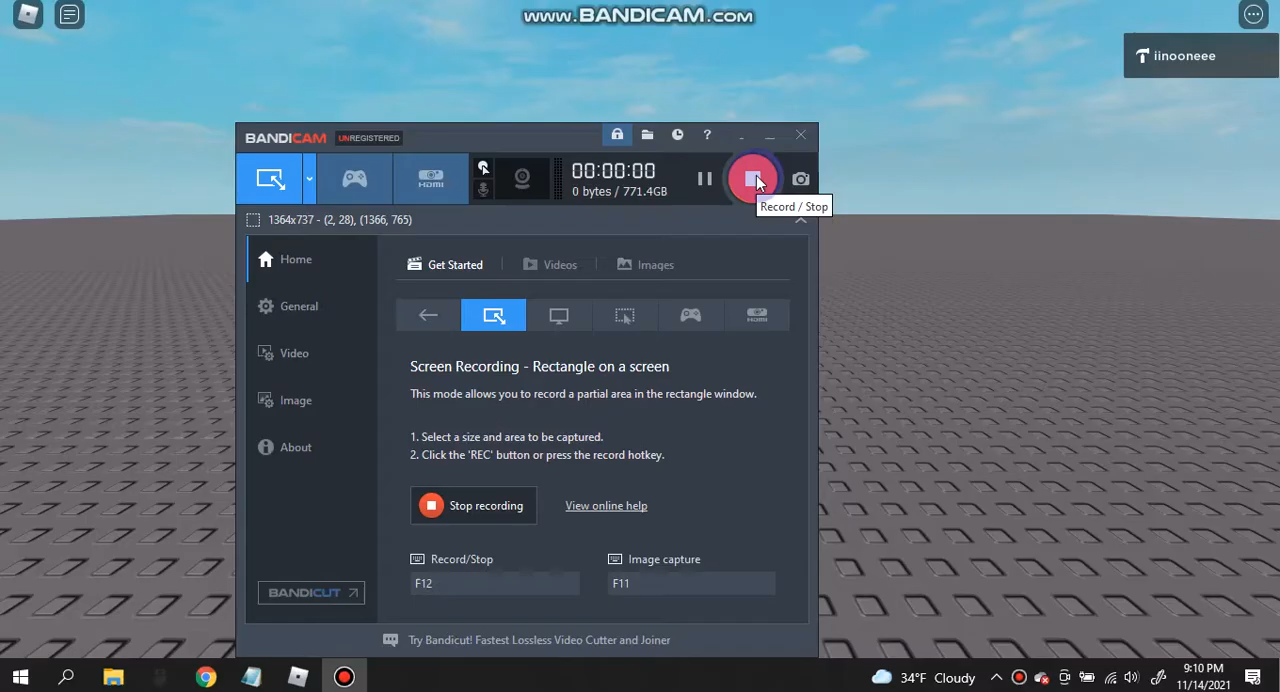 www.BANDICAM.com
iinooneee
BANDICAM UNREGISTERED
?
HDMI
00:00:00
0 bytes / 771.4GB
Record / Stop
1364x737 - (2, 28), (1366, 765)
Home
General
Video
Image
About
BANDICUT
Get Started
Videos
Images
HDMI
Screen Recording - Rectangle on a screen
This mode allows you to record a partial area in the rectangle window.
1. Select a size and area to be captured.
2. Click the 'REC' button or press the record hotkey.
Stop recording
View online help
Record/Stop
Image capture
F12
F11
Try Bandicut! Fastest Lossless Video Cutter and Joiner
34°F Cloudy
9:10 PM
11/14/2021